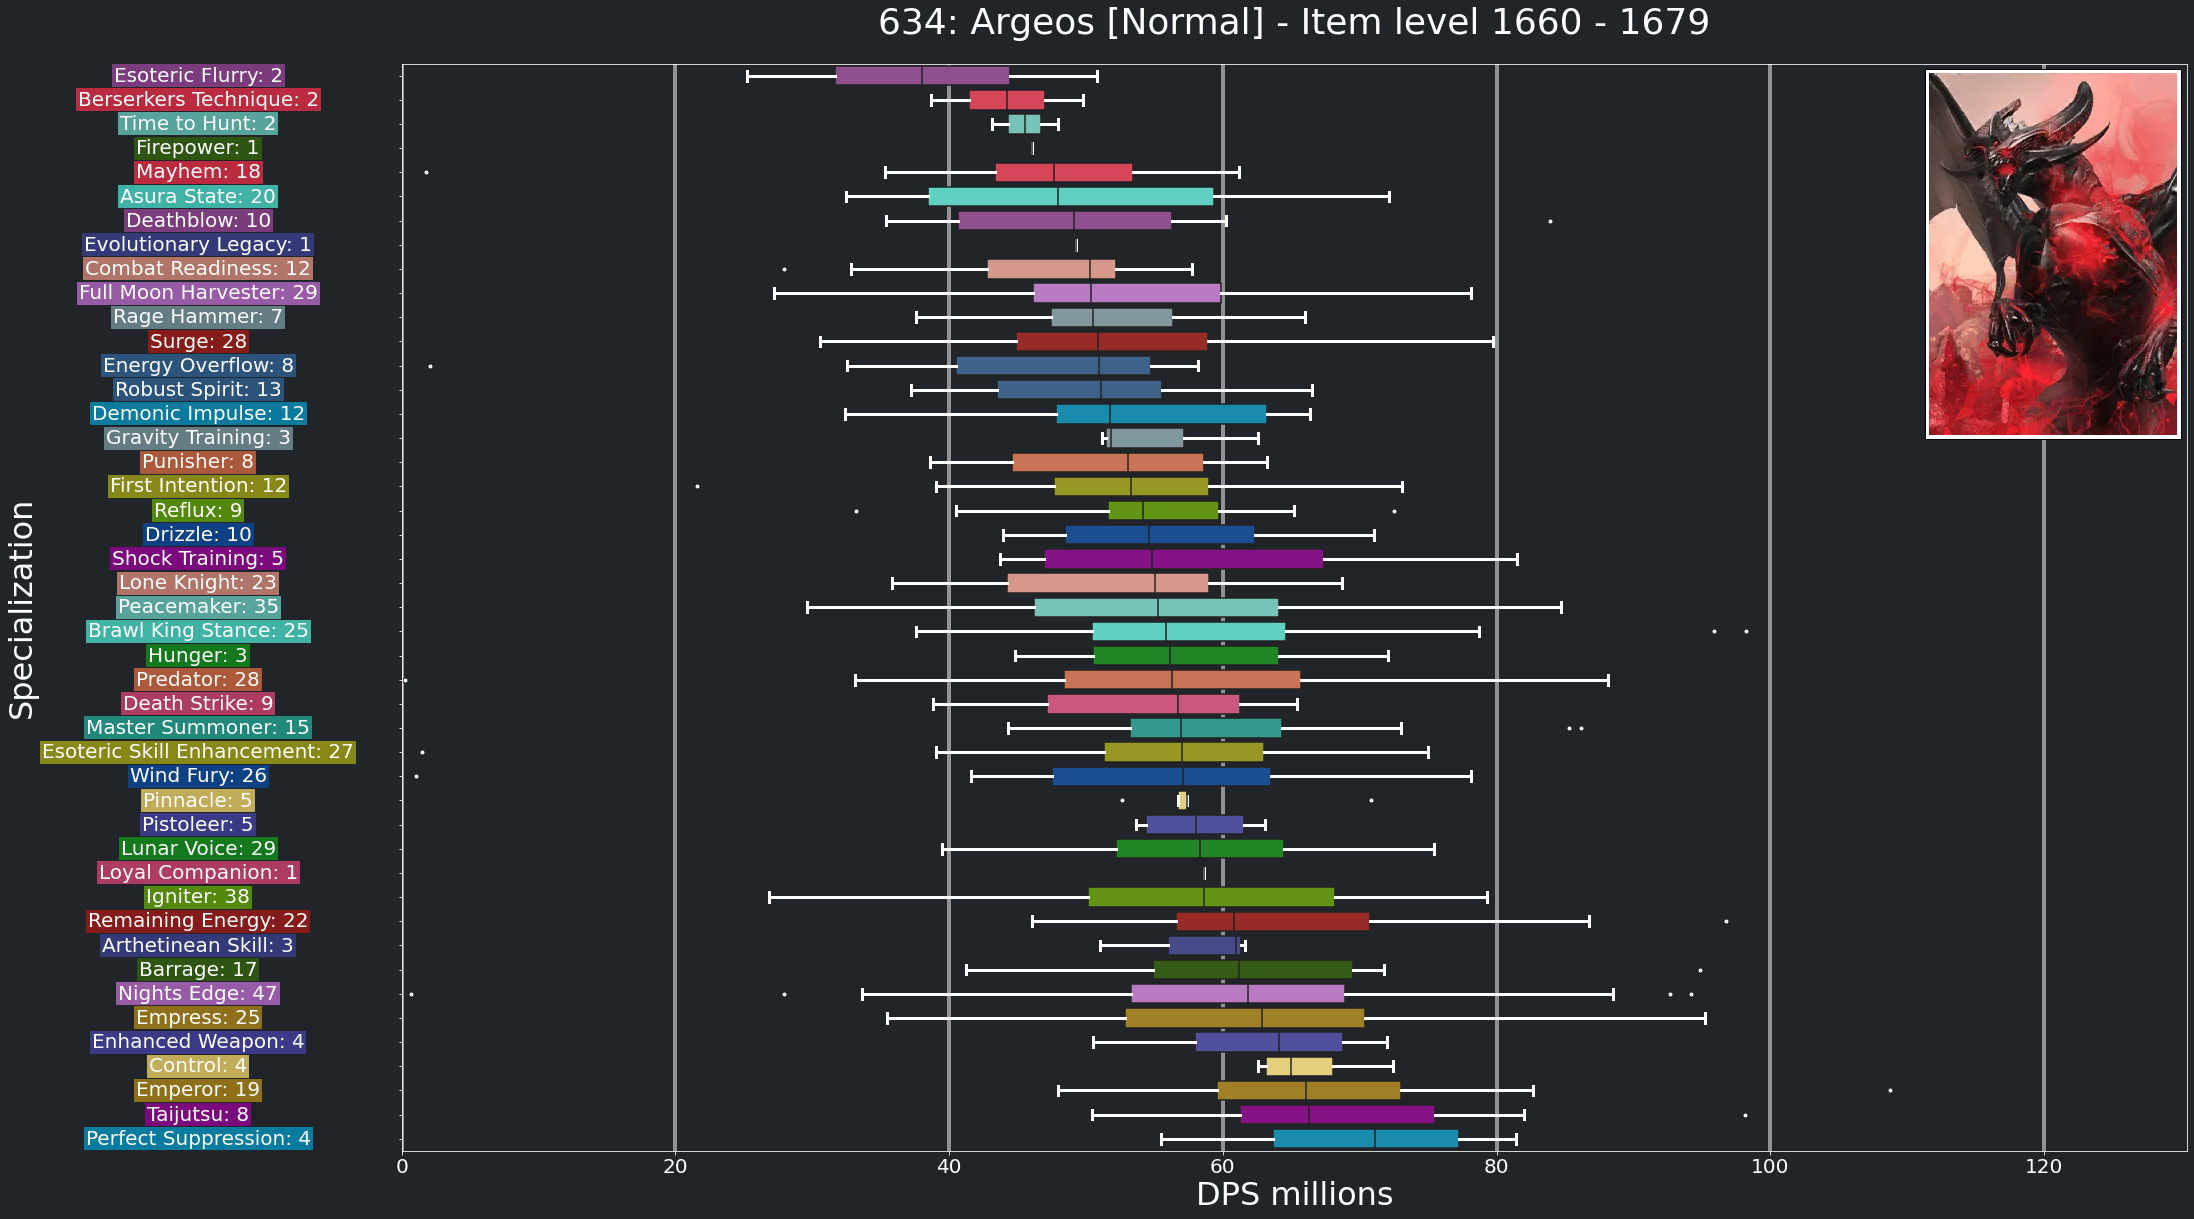 634: Argeos [Normal] - Item level 1660 - 1679
Specialization
Esoteric Flurry: 2
Berserkers Technique: 2
Time to Hunt: 2
Firepower: 1
Mayhem: 18
Asura State: 20
Deathblow: 10
Evolutionary Legacy: 1
Combat Readiness: 12
Full Moon Harvester: 29
Rage Hammer: 7
Surge: 28
Energy Overflow: 8
Robust Spirit: 13
Demonic Impulse: 12
Gravity Training: 3
Punisher: 8
First Intention: 12
Reflux: 9
Drizzle: 10
Shock Training: 5
Lone Knight: 23
Peacemaker: 35
Brawl King Stance: 25
Hunger: 3
Predator: 28
Death Strike: 9
Master Summoner: 15
Esoteric Skill Enhancement: 27
Wind Fury: 26
Pinnacle: 5
Pistoleer: 5
Lunar Voice: 29
Loyal Companion: 1
Igniter: 38
Remaining Energy: 22
Arthetinean Skill: 3
Barrage: 17
Nights Edge: 47
Empress: 25
Enhanced Weapon: 4
Control: 4
Emperor: 19
Taijutsu: 8
Perfect Suppression: 4
0 20 40 60 80 100 120
DPS millions